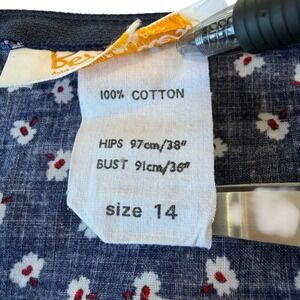 100% COTTON
HIPS 97cm/38"
BUST 91cm/36"
size 14